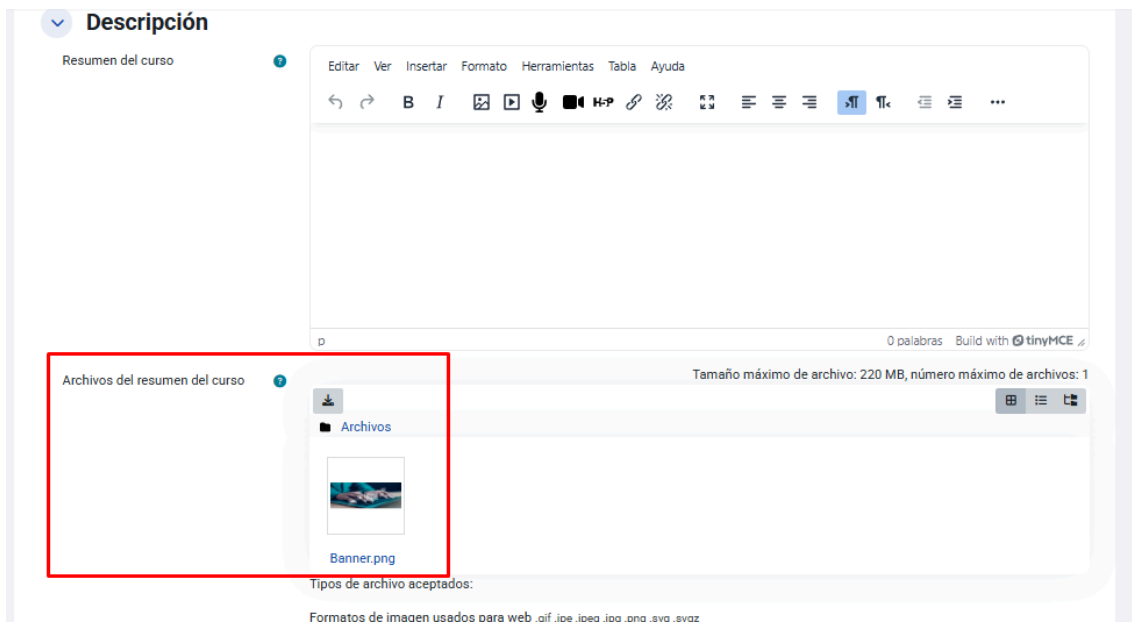 Descripción
Resumen del curso
Editar Ver Insertar Formato Herramientas Tabla Ayuda
B I H-P
p 0 palabras Build with tinyMCE
Archivos del resumen del curso
Tamaño máximo de archivo: 220 MB, número máximo de archivos: 1
Archivos
Banner.png
Tipos de archivo aceptados:
Formatos de imagen usados para web .gif .jpe .jpeg .jpg .png .svg .svgz